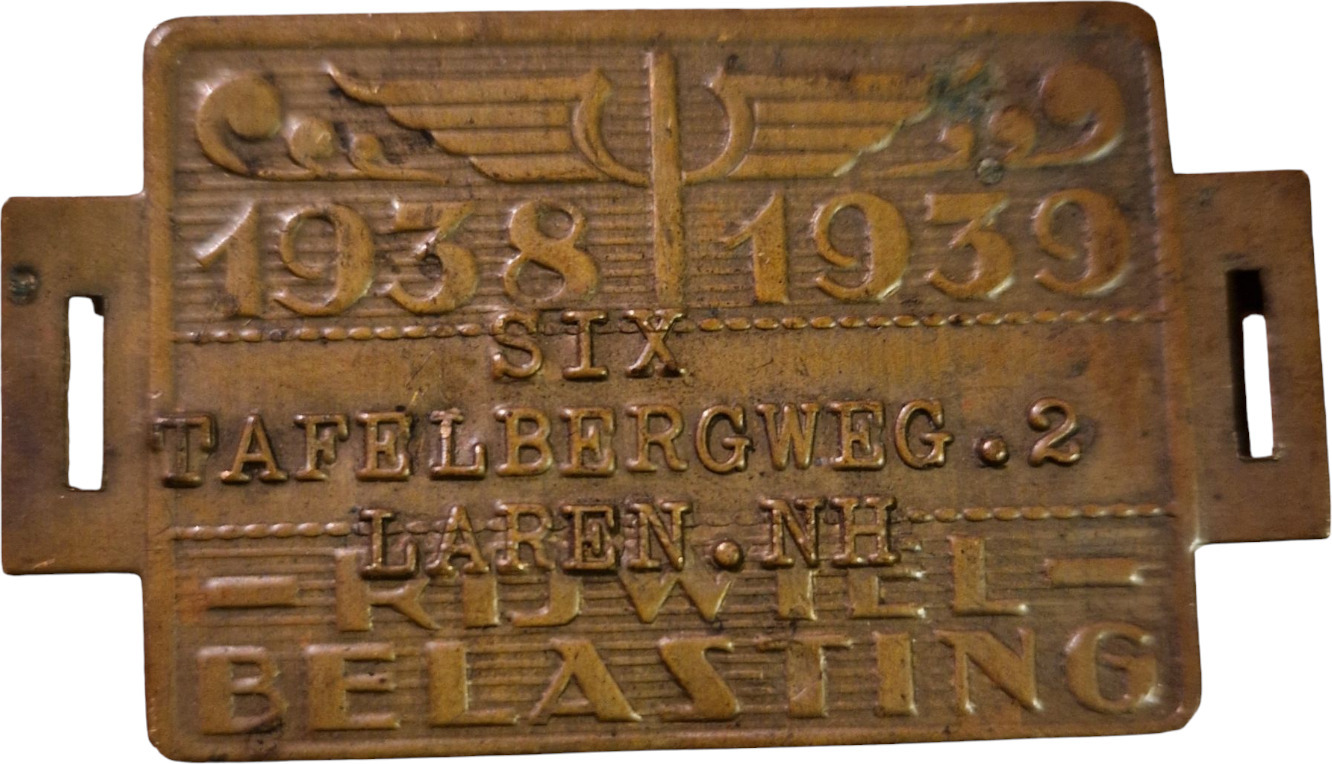 1938 1939
SIX
TAFELBERGWEG.2
LAREN.NH
= RIJWIEL =
BELASTING